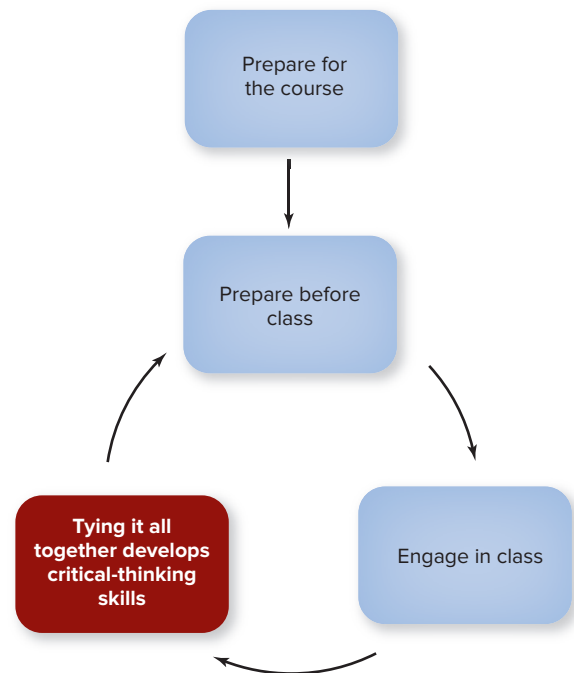 Prepare for
the course
Prepare before
class
Engage in class
Tying it all
together develops
critical-thinking
skills